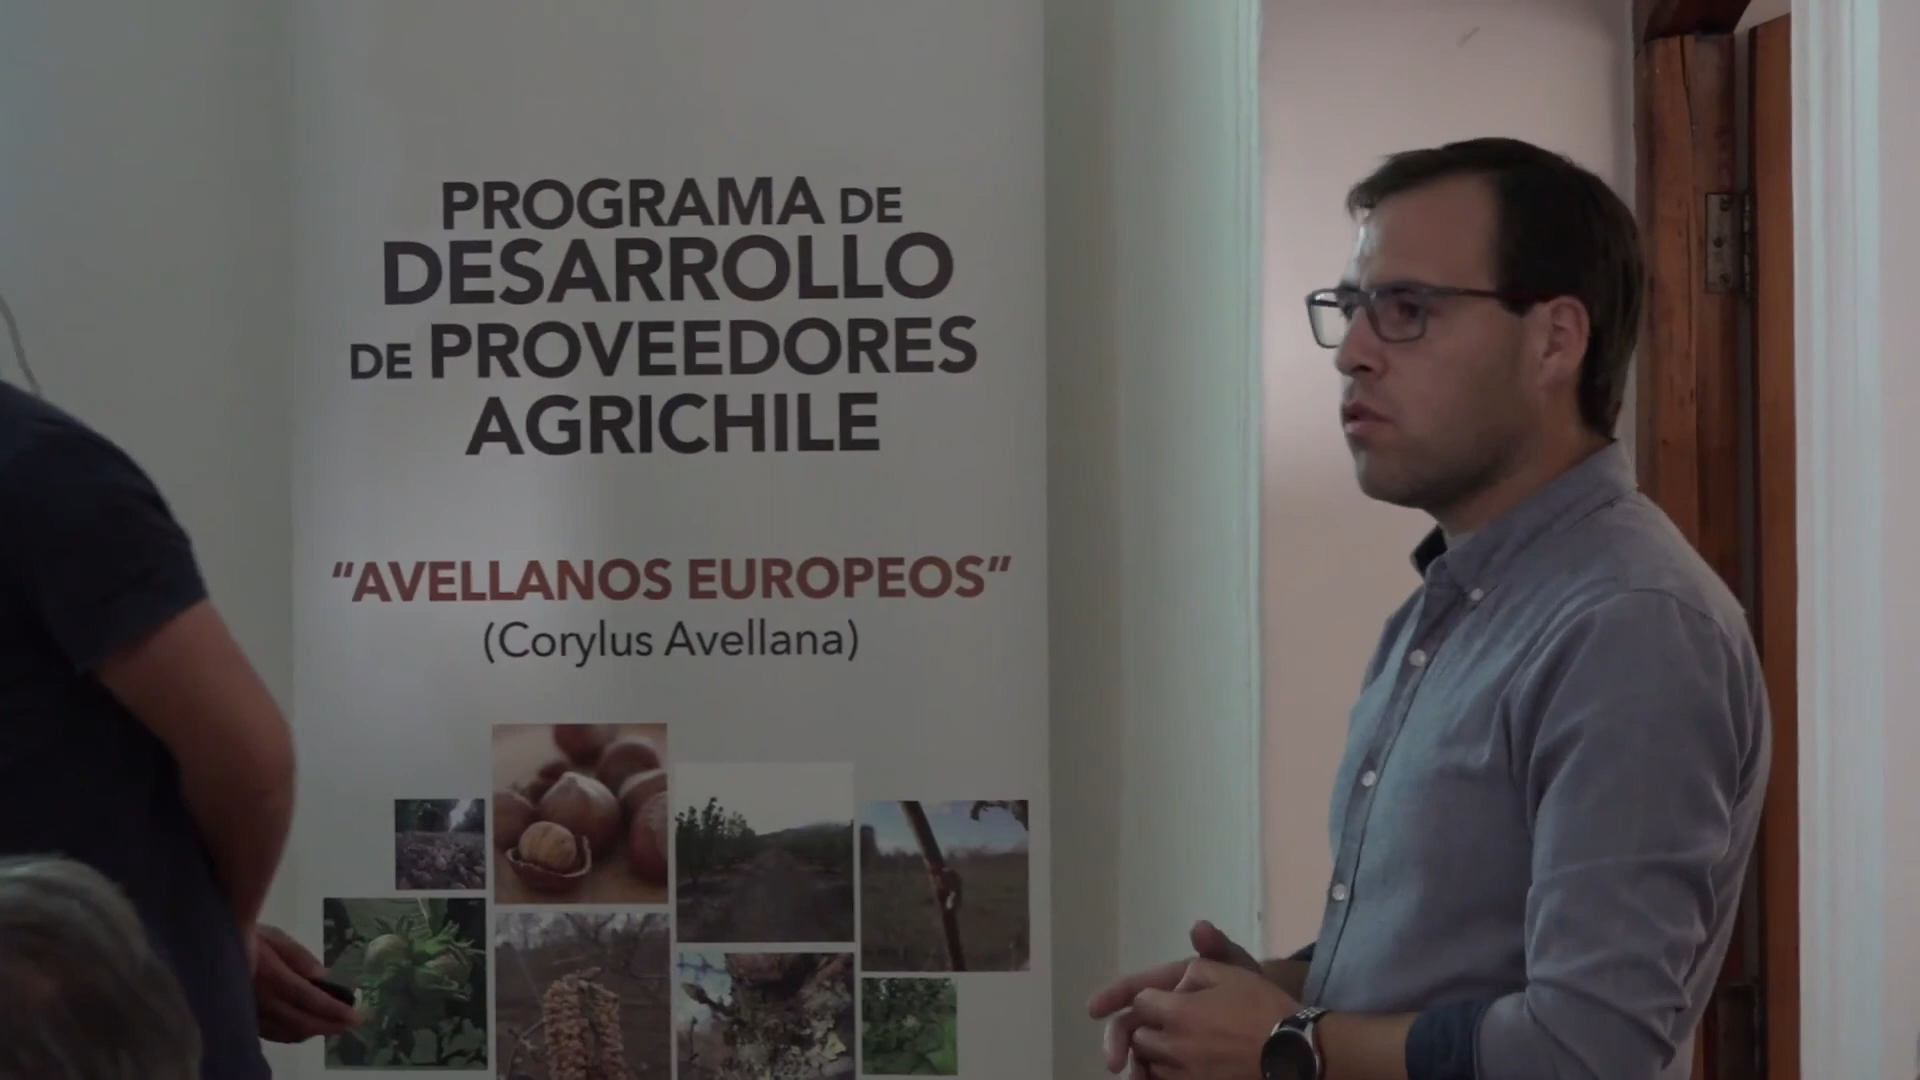 PROGRAMA DE
DESARROLLO
DE PROVEEDORES
AGRICHILE
“AVELLANOS EUROPEOS”
(Corylus Avellana)